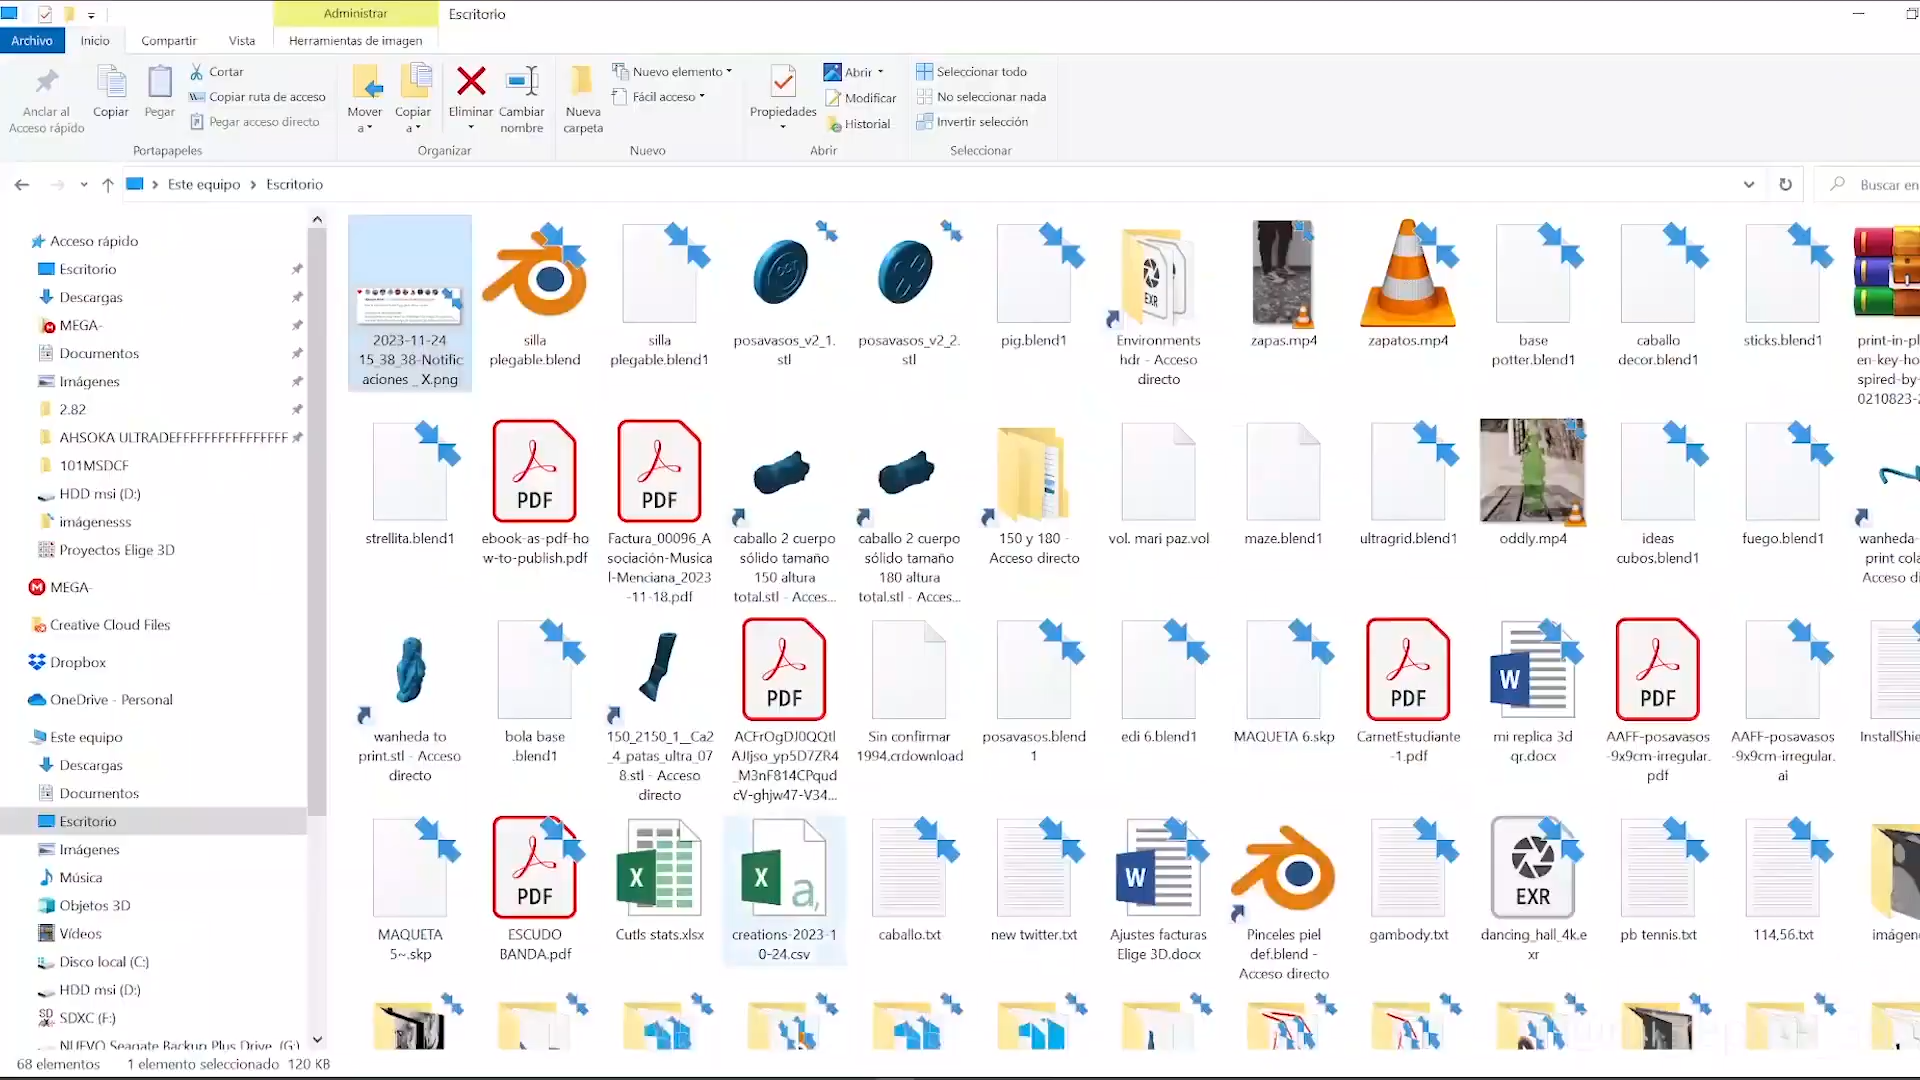 Administrar
Escritorio
Archivo
Inicio
Compartir
Vista
Herramientas de imagen
Anclar al
Acceso rápido
Copiar
Pegar
Cortar
Copiar ruta de acceso
Pegar acceso directo
Portapapeles
Mover
a
Copiar
a
Eliminar
Cambiar
nombre
Organizar
Nueva
carpeta
Nuevo elemento
Fácil acceso
Nuevo
Propiedades
Abrir
Modificar
Historial
Abrir
Seleccionar todo
No seleccionar nada
Invertir selección
Seleccionar
Este equipo
Escritorio
Buscar en
Acceso rápido
Escritorio
Descargas
MEGA-
Documentos
Imágenes
2.82
AHSOKA ULTRADEFFFFFFFFFFFFFFFFF
101MSDCF
HDD msi (D:)
imágenesss
Proyectos Elige 3D
MEGA-
Creative Cloud Files
Dropbox
OneDrive - Personal
Este equipo
Descargas
Documentos
Escritorio
Imágenes
Música
Objetos 3D
Vídeos
Disco local (C:)
HDD msi (D:)
SDXC (F:)
NUEVO Seagate Backup Plus Drive (G:)
2023-11-24
15_38_38-Notific
aciones _ X.png
silla
plegable.blend
silla
plegable.blend1
posavasos_v2_1.
stl
posavasos_v2_2.
stl
pig.blend1
EXR
Environments
hdr - Acceso
directo
zapas.mp4
zapatos.mp4
base
potter.blend1
caballo
decor.blend1
sticks.blend1
print-in-pl
en-key-ho
spired-by-
0210823-2
strellita.blend1
PDF
ebook-as-pdf-ho
w-to-publish.pdf
PDF
Factura_00096_A
sociación-Musica
l-Menciana_2023
-11-18.pdf
caballo 2 cuerpo
sólido tamaño
150 altura
total.stl - Acces...
caballo 2 cuerpo
sólido tamaño
180 altura
total.stl - Acces...
150 y 180 -
Acceso directo
vol. mari paz.vol
maze.blend1
ultragrid.blend1
oddly.mp4
ideas
cubos.blend1
fuego.blend1
wanheda-
print cola
Acceso di
wanheda to
print.stl - Acceso
directo
bola base
.blend1
150_2150_1__Ca2
_4_patas_ultra_07
8.stl - Acceso
directo
PDF
ACFrOgDJ0QQtl
AJIjso_yp5D7ZR4
_M3nF814CPqud
cV-ghjw47-V34...
Sin confirmar
1994.crdownload
posavasos.blend
1
edi 6.blend1
MAQUETA 6.skp
PDF
CarnetEstudiante
-1.pdf
W
mi replica 3d
qr.docx
PDF
AAFF-posavasos
-9x9cm-irregular.
pdf
AAFF-posavasos
-9x9cm-irregular.
ai
InstallShie
MAQUETA
5~.skp
PDF
ESCUDO
BANDA.pdf
X
Cutls stats.xlsx
X
a,
creations-2023-1
0-24.csv
caballo.txt
new twitter.txt
W
Ajustes facturas
Elige 3D.docx
Pinceles piel
def.blend -
Acceso directo
gambody.txt
EXR
dancing_hall_4k.e
xr
pb tennis.txt
114,56.txt
imágene
68 elementos
1 elemento seleccionado
120 KB